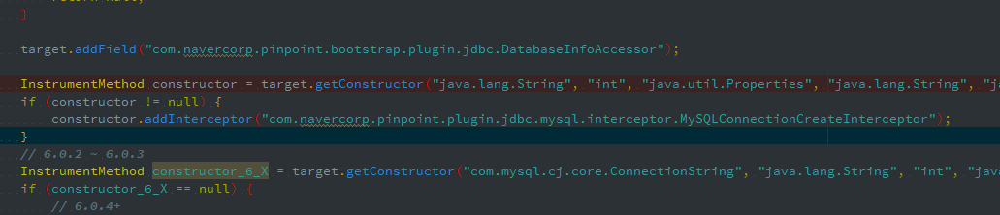 return null;
}
target.addField("com.navercorp.pinpoint.bootstrap.plugin.jdbc.DatabaseInfoAccessor");
InstrumentMethod constructor = target.getConstructor("java.lang.String", "int", "java.util.Properties", "java.lang.String", "ja
if (constructor != null) {
constructor.addInterceptor("com.navercorp.pinpoint.plugin.jdbc.mysql.interceptor.MySQLConnectionCreateInterceptor");
}
// 6.0.2 ~ 6.0.3
InstrumentMethod constructor_6_X = target.getConstructor("com.mysql.cj.core.ConnectionString", "java.lang.String", "int", "java
if (constructor_6_X == null) {
// 6.0.4+